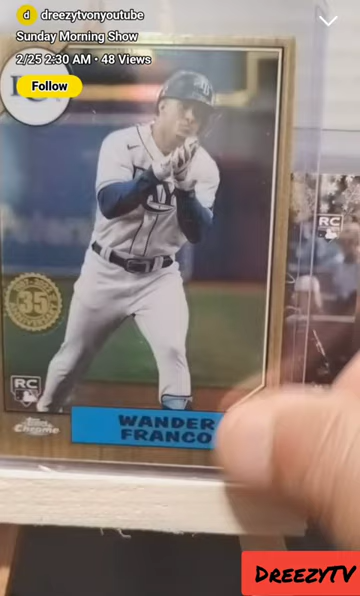 d dreezytvonyoutube
Sunday Morning Show
2/25 2:30 AM • 48 Views
Follow
35
RC
RC
Topps
Chrome
WANDER
FRANCO
DREEZYTV